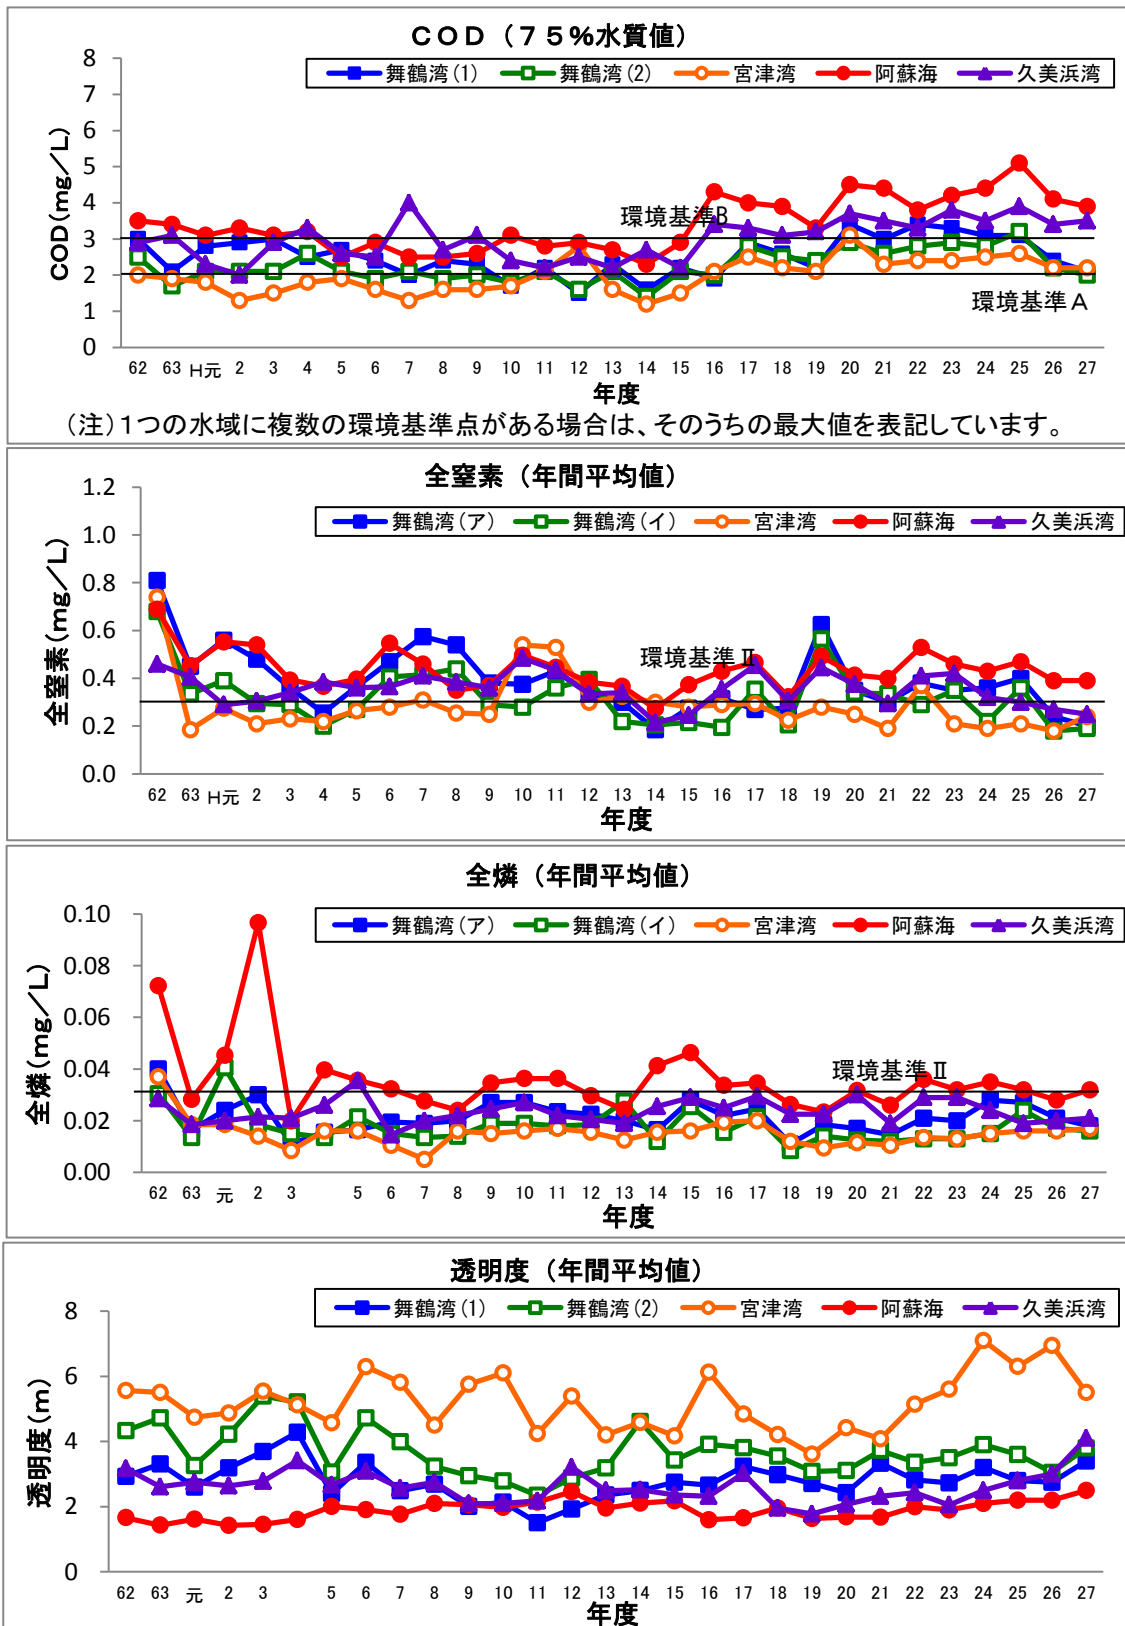 COD（75%水質値）
8
舞鶴湾(1) 舞鶴湾(2) 宮津湾 阿蘇海 久美浜湾
7
6
5
4
環境基準B
3
2
環境基準A
1
0
COD(mg／L)
62 63 H元 2 3 4 5 6 7 8 9 10 11 12 13 14 15 16 17 18 19 20 21 22 23 24 25 26 27
年度
（注）1つの水域に複数の環境基準点がある場合は、そのうちの最大値を表記しています。
全窒素（年間平均値）
1.2
舞鶴湾(ア) 舞鶴湾(イ) 宮津湾 阿蘇海 久美浜湾
1.0
0.8
0.6
環境基準Ⅱ
0.4
0.2
0.0
全窒素(mg／L)
62 63 H元 2 3 4 5 6 7 8 9 10 11 12 13 14 15 16 17 18 19 20 21 22 23 24 25 26 27
年度
全燐（年間平均値）
0.10
舞鶴湾(ア) 舞鶴湾(イ) 宮津湾 阿蘇海 久美浜湾
0.08
0.06
0.04
環境基準Ⅱ
0.02
0.00
全燐(mg／L)
62 63 元 2 3 5 6 7 8 9 10 11 12 13 14 15 16 17 18 19 20 21 22 23 24 25 26 27
年度
透明度（年間平均値）
8
舞鶴湾(1) 舞鶴湾(2) 宮津湾 阿蘇海 久美浜湾
6
4
2
0
透明度(m)
62 63 元 2 3 5 6 7 8 9 10 11 12 13 14 15 16 17 18 19 20 21 22 23 24 25 26 27
年度